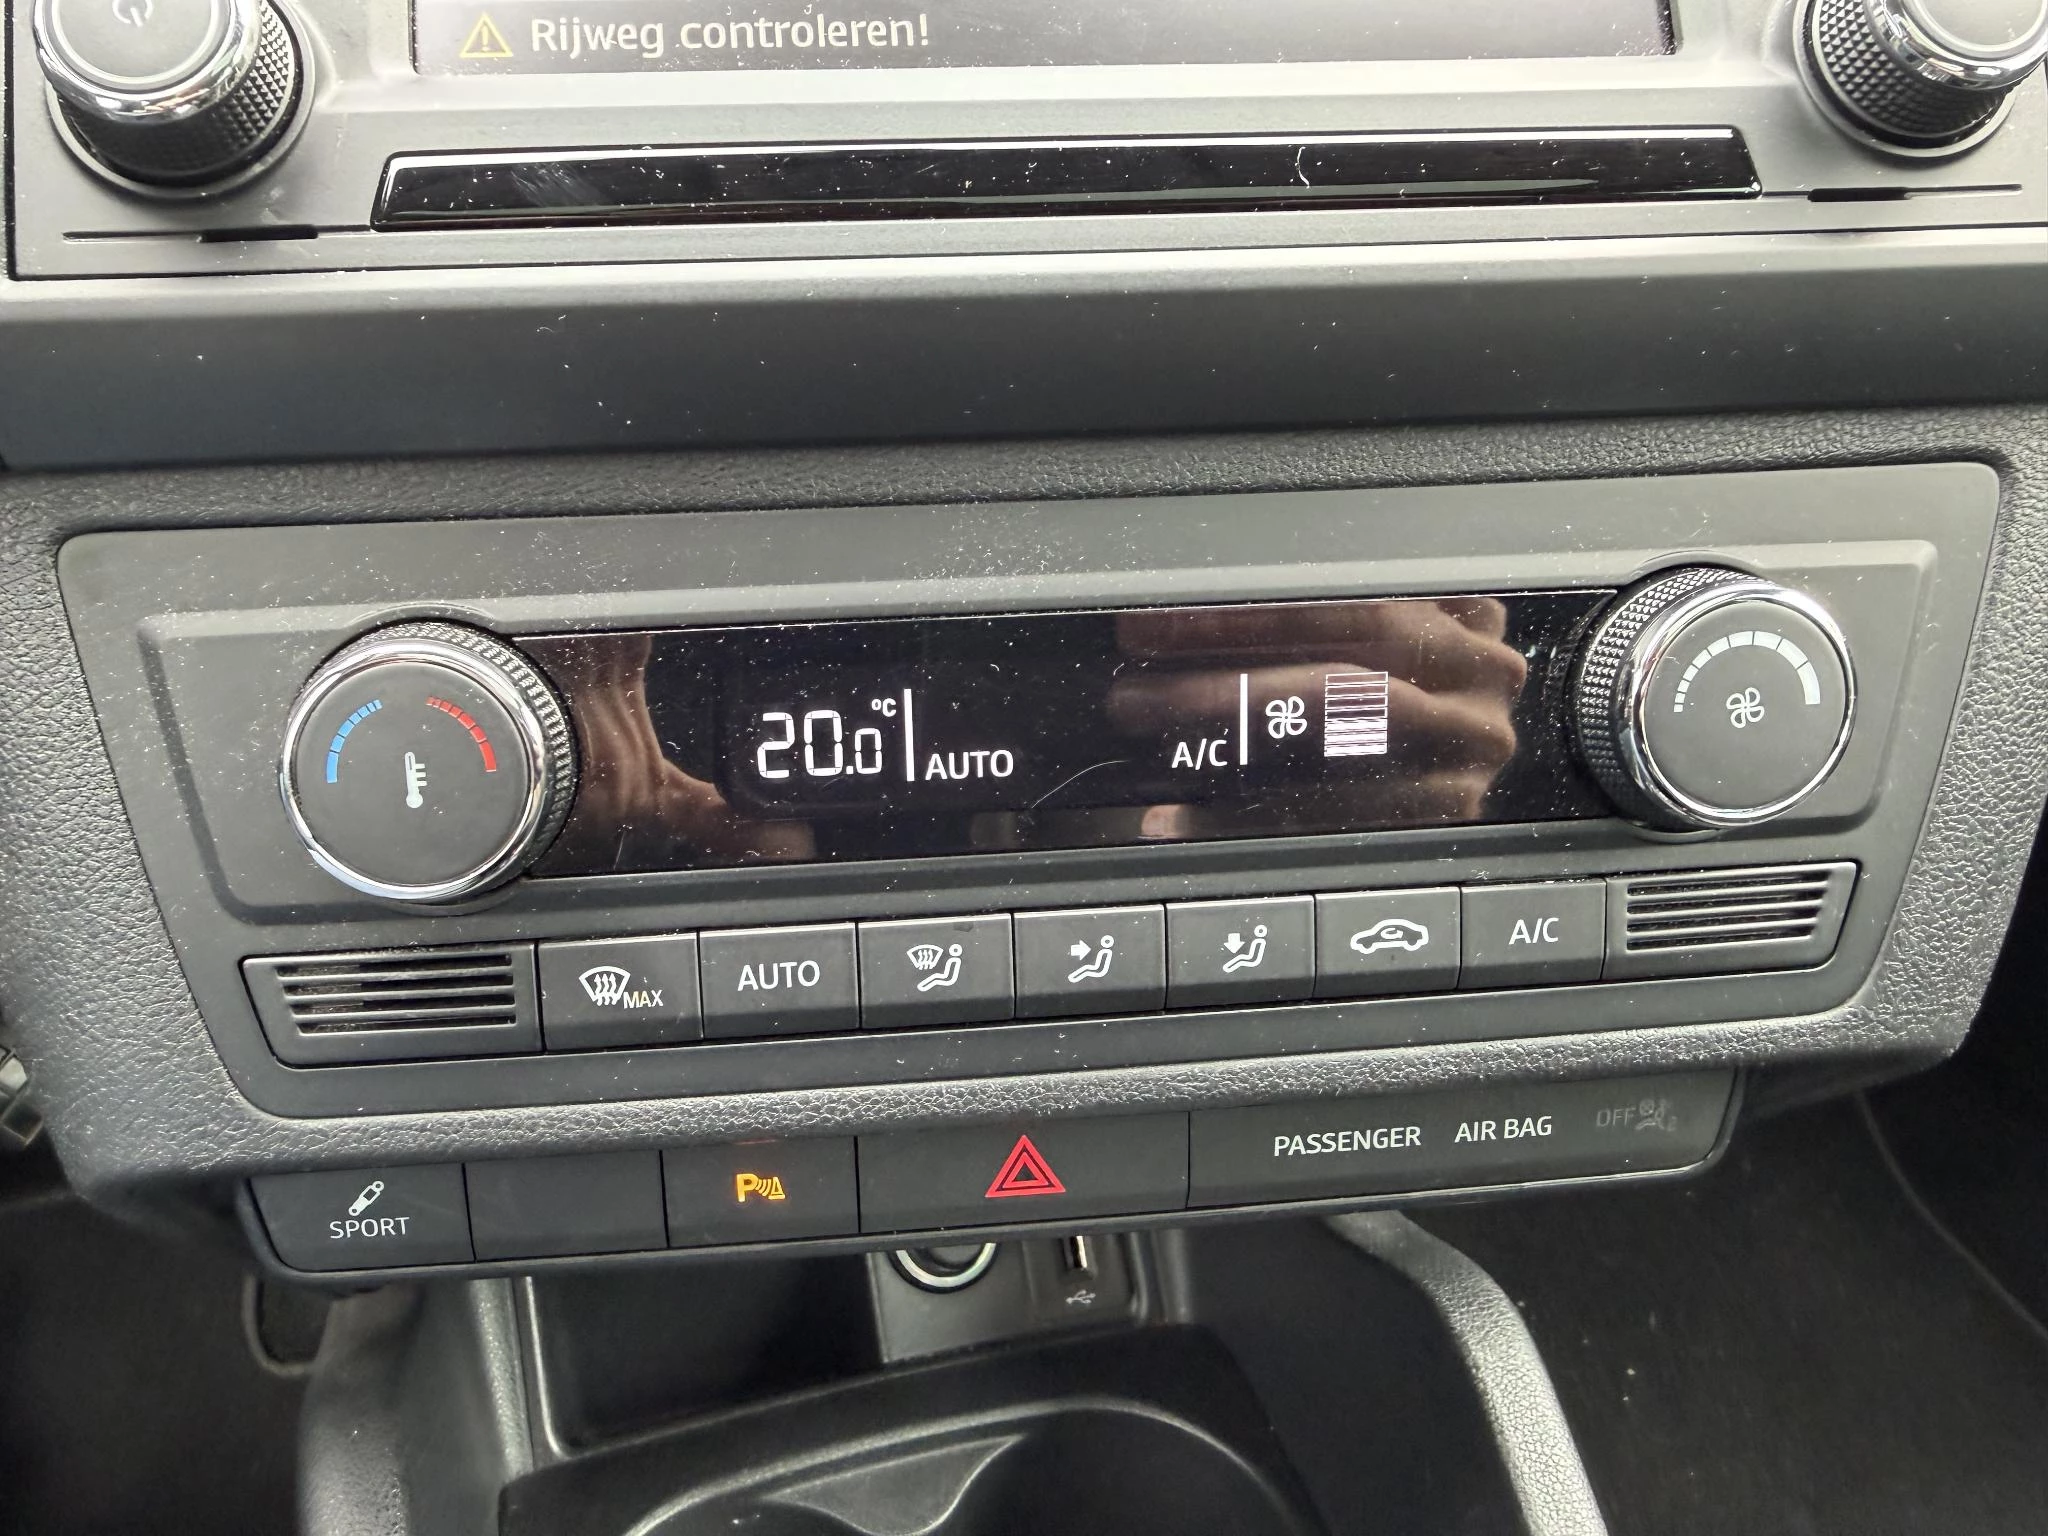 Rijweg controleren!
20.0 °C AUTO A/C
MAX AUTO A/C
SPORT P PASSENGER AIR BAG OFF